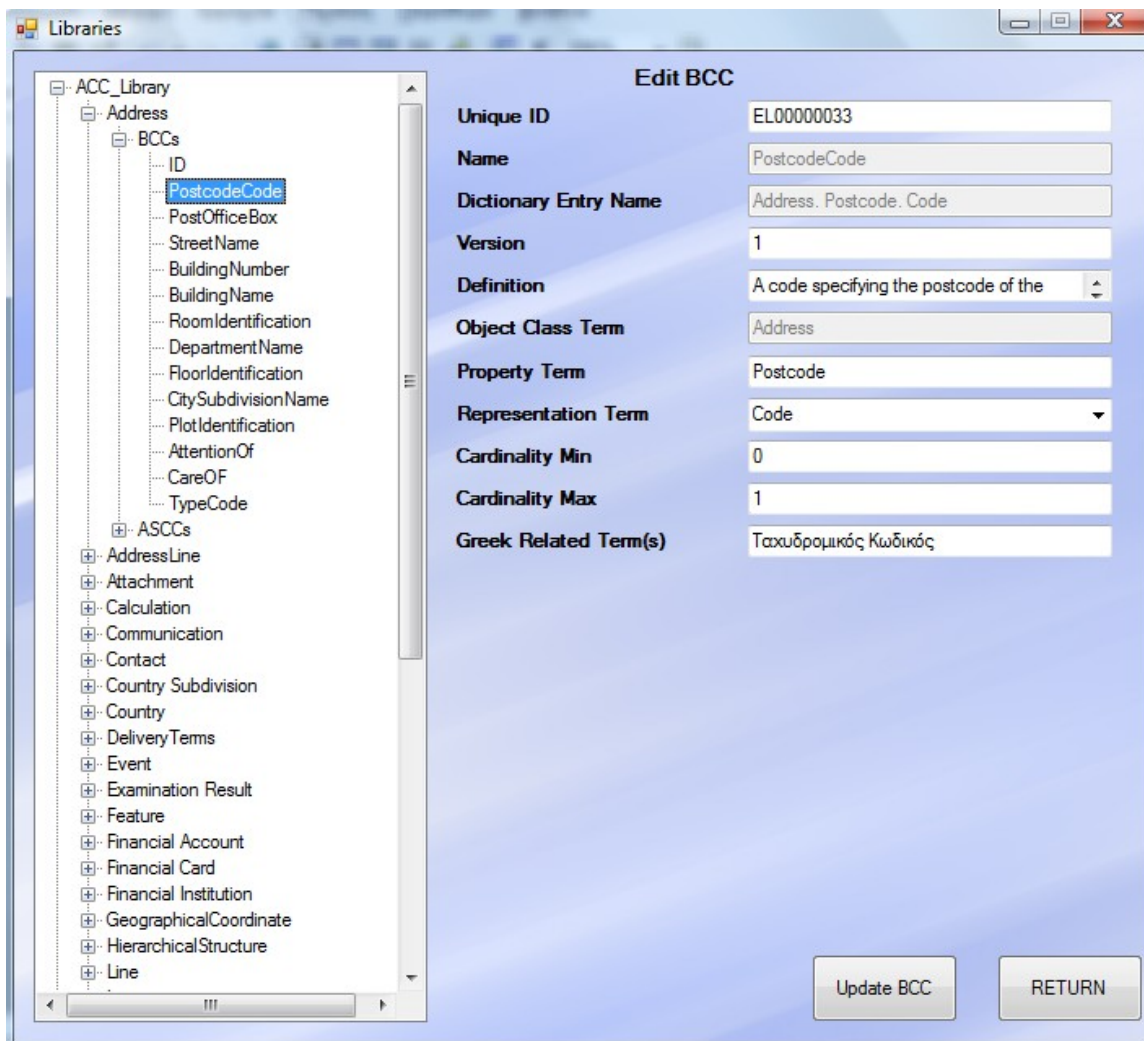 Libraries
ACC_Library
Address
BCCs
ID
PostcodeCode
PostOfficeBox
StreetName
BuildingNumber
BuildingName
RoomIdentification
DepartmentName
FloorIdentification
CitySubdivisionName
PlotIdentification
AttentionOf
CareOF
TypeCode
ASCCs
AddressLine
Attachment
Calculation
Communication
Contact
Country Subdivision
Country
DeliveryTerms
Event
Examination Result
Feature
Financial Account
Financial Card
Financial Institution
GeographicalCoordinate
HierarchicalStructure
Line
Edit BCC
Unique ID EL00000033
Name PostcodeCode
Dictionary Entry Name Address. Postcode. Code
Version 1
Definition A code specifying the postcode of the
Object Class Term Address
Property Term Postcode
Representation Term Code
Cardinality Min 0
Cardinality Max 1
Greek Related Term(s) Ταχυδρομικός Κωδικός
Update BCC RETURN